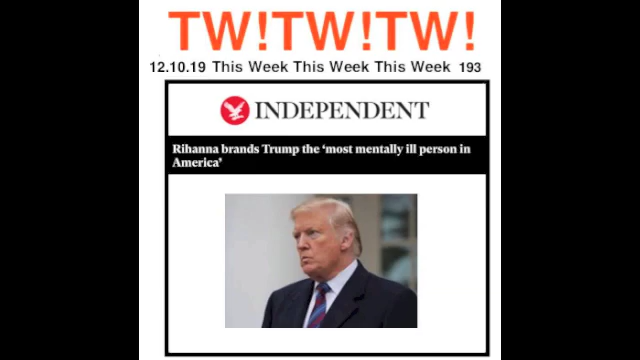 TW!TW!TW!
12.10.19 This Week This Week This Week 193
INDEPENDENT
Rihanna brands Trump the ‘most mentally ill person in
America’